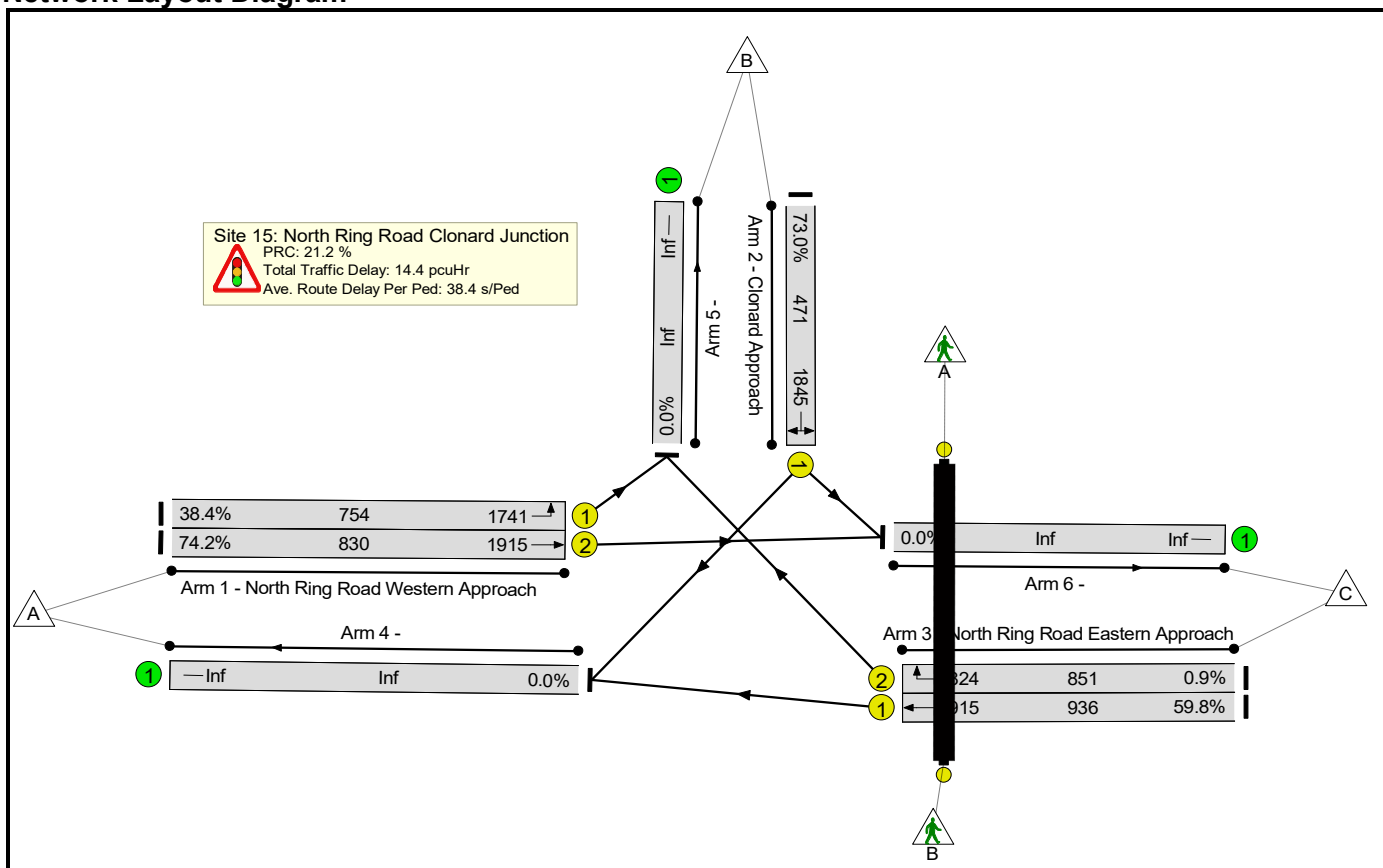 Network Layout Diagram
B
1
Site 15: North Ring Road Clonard Junction
PRC: 21.2 %
Total Traffic Delay: 14.4 pcuHr
Ave. Route Delay Per Ped: 38.4 s/Ped
Inf Inf 0.0%
Arm 5 -
Arm 2 - Clonard Approach
73.0% 471 1845
1
A
38.4% 754 1741 1
74.2% 830 1915 2
Arm 1 - North Ring Road Western Approach
A
0.0% Inf Inf 1
Arm 6 -
C
Arm 4 -
1 Inf Inf 0.0%
Arm 3 North Ring Road Eastern Approach
2 851 0.9%
1 936 59.8%
B